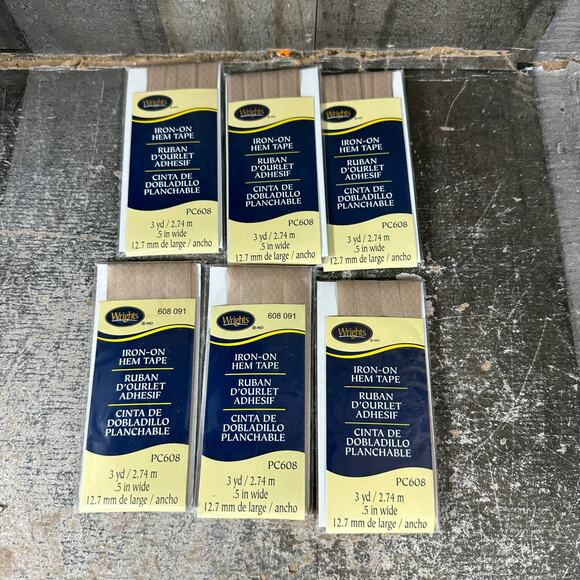 Wrights
IRON-ON
HEM TAPE
RUBAN
D'OURLET
ADHESIF
CINTA DE
DOBLADILLO
PLANCHABLE
PC608
3 yd / 2.74 m
.5 in wide
12.7 mm de large / ancho
Wrights
IRON-ON
HEM TAPE
RUBAN
D'OURLET
ADHESIF
CINTA DE
DOBLADILLO
PLANCHABLE
PC608
3 yd / 2.74 m
.5 in wide
12.7 mm de large / ancho
Wrights
IRON-ON
HEM TAPE
RUBAN
D'OURLET
ADHESIF
CINTA DE
DOBLADILLO
PLANCHABLE
PC608
3 yd / 2.74 m
.5 in wide
12.7 mm de large / ancho
608 091
Wrights
®/MD
IRON-ON
HEM TAPE
RUBAN
D'OURLET
ADHESIF
CINTA DE
DOBLADILLO
PLANCHABLE
PC608
3 yd / 2.74 m
.5 in wide
12.7 mm de large / ancho
608 091
Wrights
®/MD
IRON-ON
HEM TAPE
RUBAN
D'OURLET
ADHESIF
CINTA DE
DOBLADILLO
PLANCHABLE
PC608
3 yd / 2.74 m
.5 in wide
12.7 mm de large / ancho
Wrights
IRON-ON
HEM TAPE
RUBAN
D'OURLET
ADHESIF
CINTA DE
DOBLADILLO
PLANCHABLE
PC608
3 yd / 2.74 m
.5 in wide
12.7 mm de large / ancho